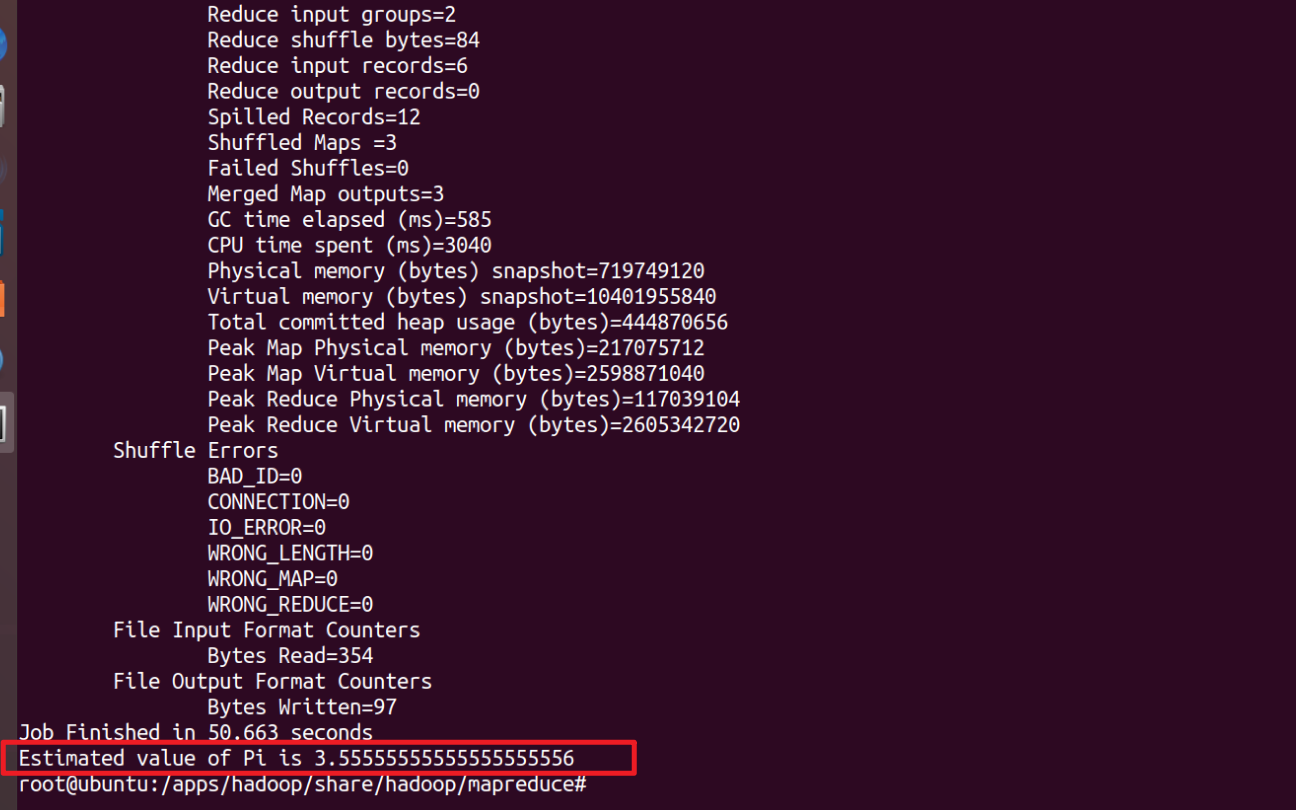 Reduce input groups=2
Reduce shuffle bytes=84
Reduce input records=6
Reduce output records=0
Spilled Records=12
Shuffled Maps =3
Failed Shuffles=0
Merged Map outputs=3
GC time elapsed (ms)=585
CPU time spent (ms)=3040
Physical memory (bytes) snapshot=719749120
Virtual memory (bytes) snapshot=10401955840
Total committed heap usage (bytes)=444870656
Peak Map Physical memory (bytes)=217075712
Peak Map Virtual memory (bytes)=2598871040
Peak Reduce Physical memory (bytes)=117039104
Peak Reduce Virtual memory (bytes)=2605342720
Shuffle Errors
BAD_ID=0
CONNECTION=0
IO_ERROR=0
WRONG_LENGTH=0
WRONG_MAP=0
WRONG_REDUCE=0
File Input Format Counters
Bytes Read=354
File Output Format Counters
Bytes Written=97
Job Finished in 50.663 seconds
Estimated value of Pi is 3.55555555555555555556
root@ubuntu:/apps/hadoop/share/hadoop/mapreduce#